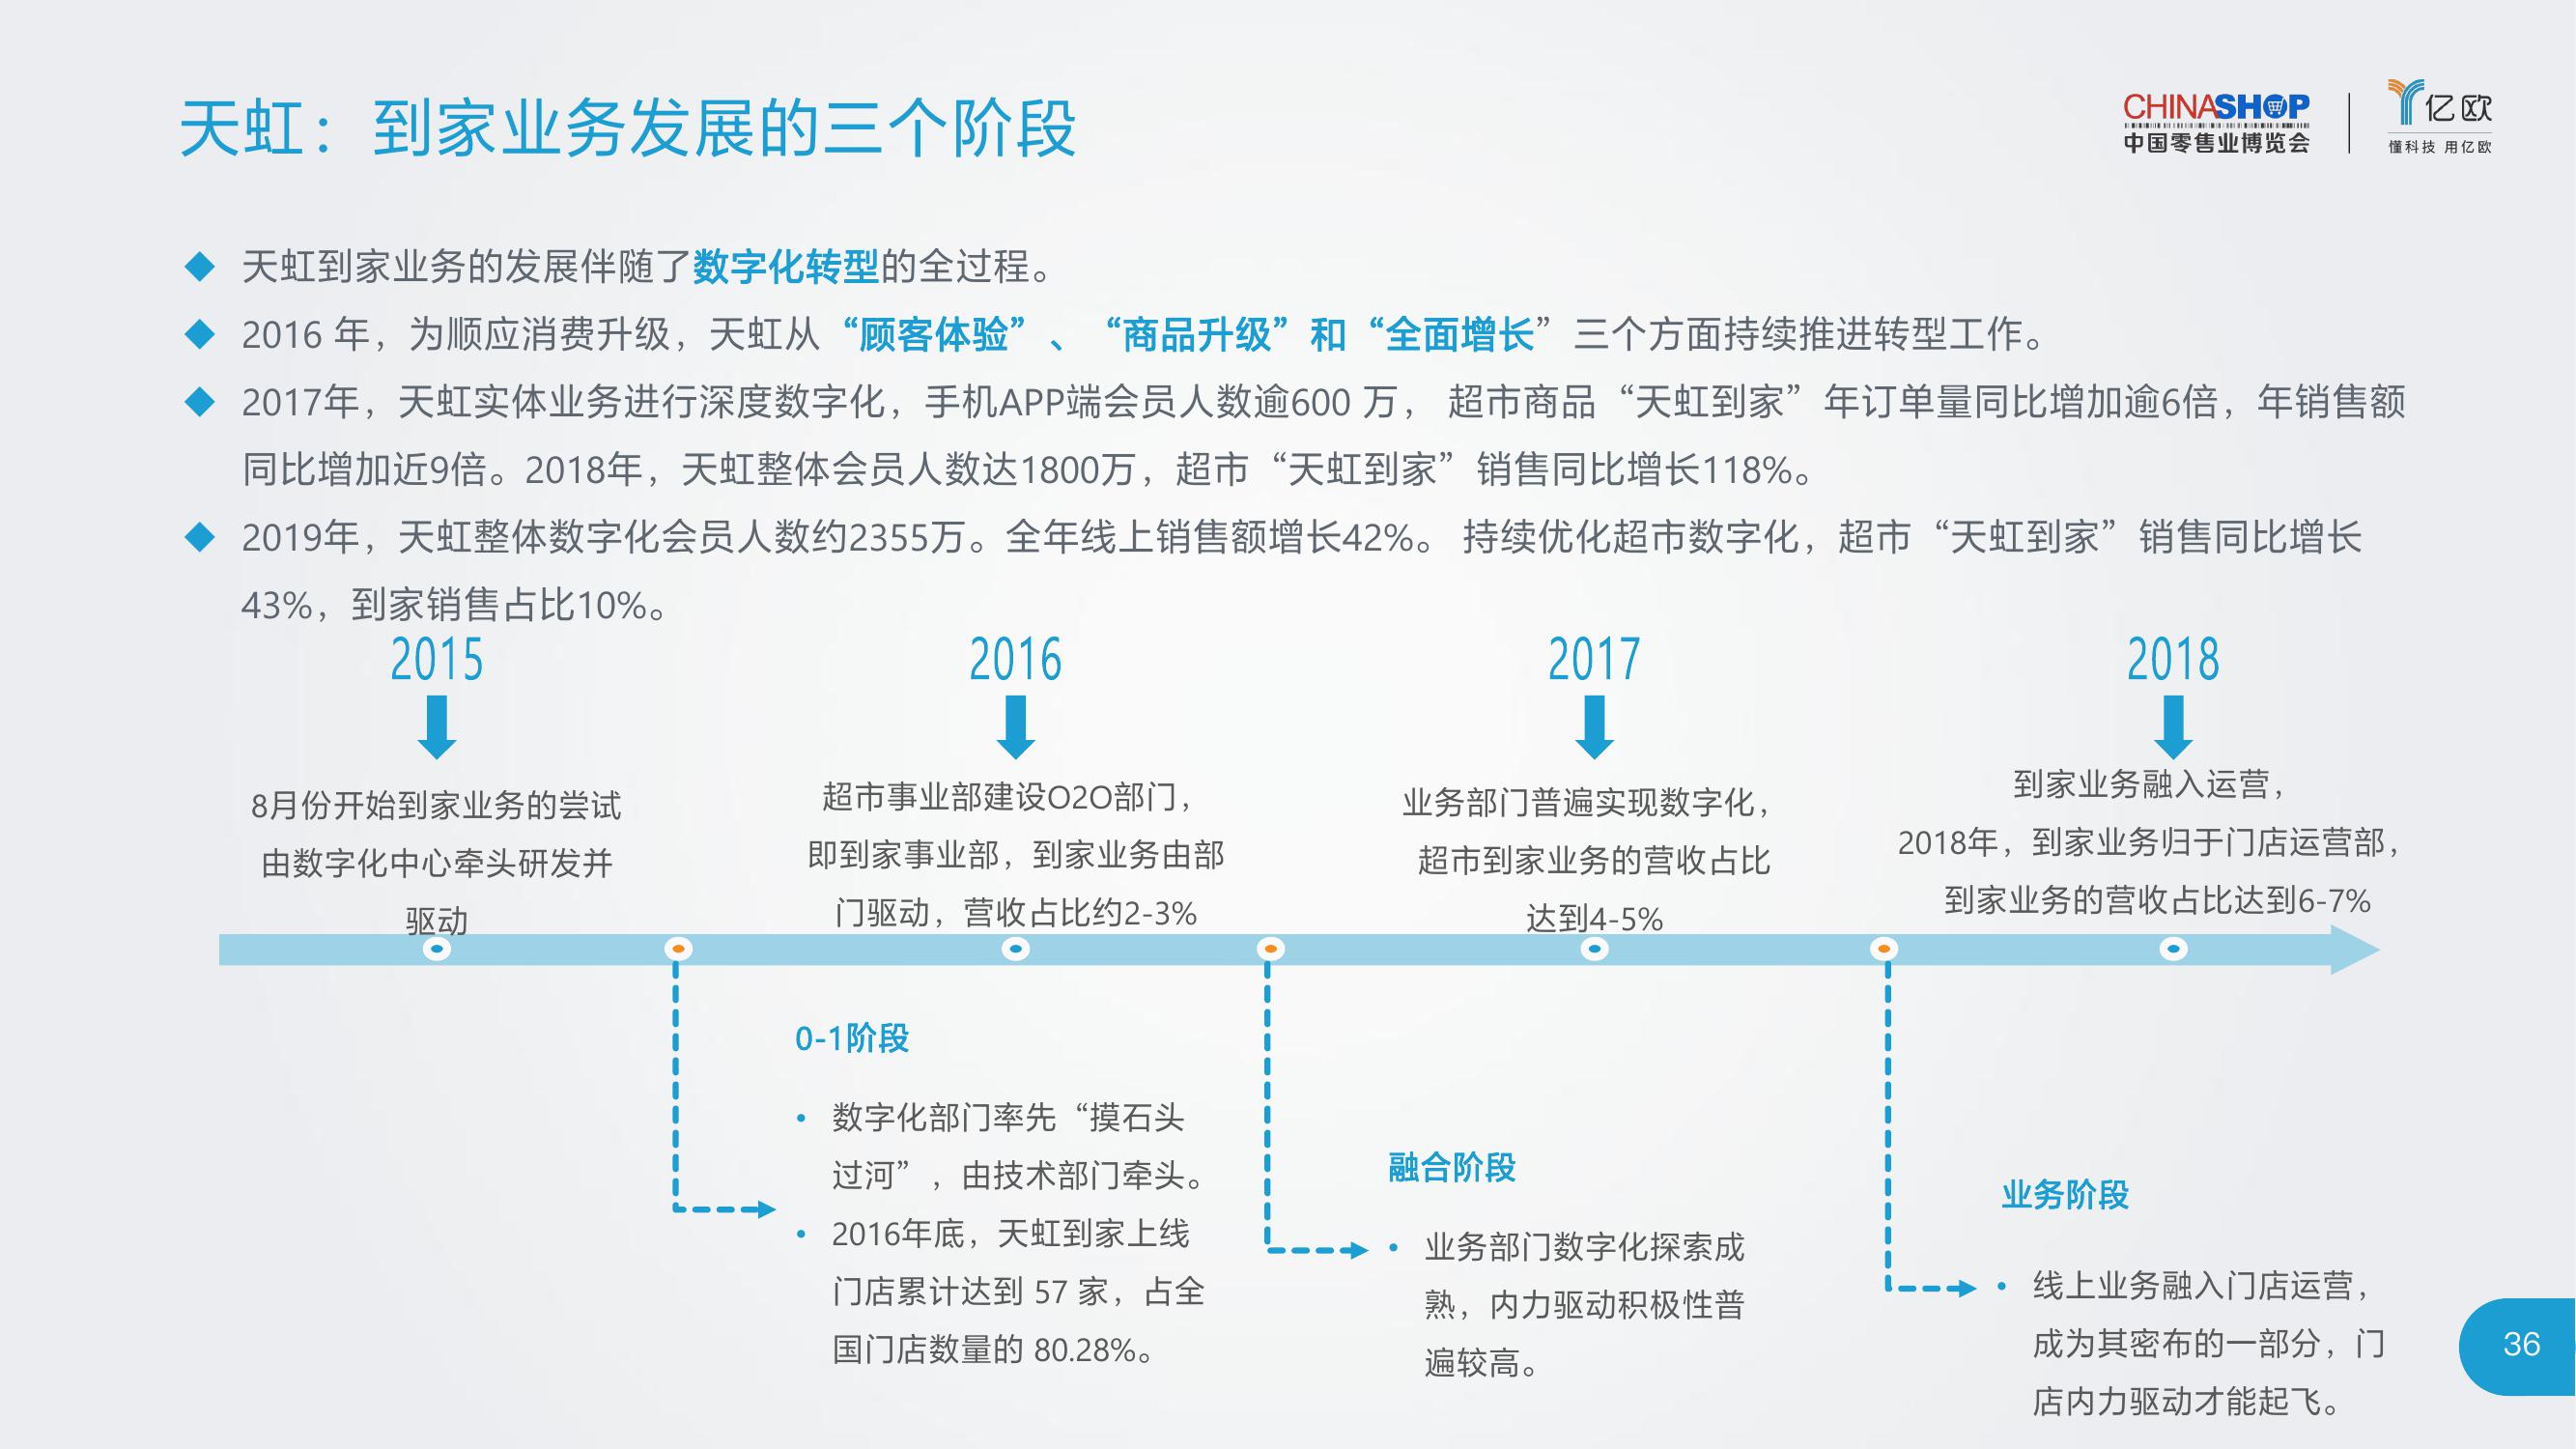 天虹：到家业务发展的三个阶段
CHINASHOP
中国零售业博览会
亿欧
懂科技 用亿欧
天虹到家业务的发展伴随了数字化转型的全过程。
2016 年，为顺应消费升级，天虹从“顾客体验”、“商品升级”和“全面增长”三个方面持续推进转型工作。
2017年，天虹实体业务进行深度数字化，手机APP端会员人数逾600 万， 超市商品“天虹到家”年订单量同比增加逾6倍，年销售额
同比增加近9倍。2018年，天虹整体会员人数达1800万，超市“天虹到家”销售同比增长118%。
2019年，天虹整体数字化会员人数约2355万。全年线上销售额增长42%。 持续优化超市数字化，超市“天虹到家”销售同比增长
43%，到家销售占比10%。
2015
8月份开始到家业务的尝试
由数字化中心牵头研发并
驱动
2016
超市事业部建设O2O部门，
即到家事业部，到家业务由部
门驱动，营收占比约2-3%
2017
业务部门普遍实现数字化，
超市到家业务的营收占比
达到4-5%
2018
到家业务融入运营，
2018年，到家业务归于门店运营部，
到家业务的营收占比达到6-7%
0-1阶段
• 数字化部门率先“摸石头
过河”，由技术部门牵头。
• 2016年底，天虹到家上线
门店累计达到 57 家，占全
国门店数量的 80.28%。
融合阶段
• 业务部门数字化探索成
熟，内力驱动积极性普
遍较高。
业务阶段
• 线上业务融入门店运营，
成为其密布的一部分，门
店内力驱动才能起飞。
36